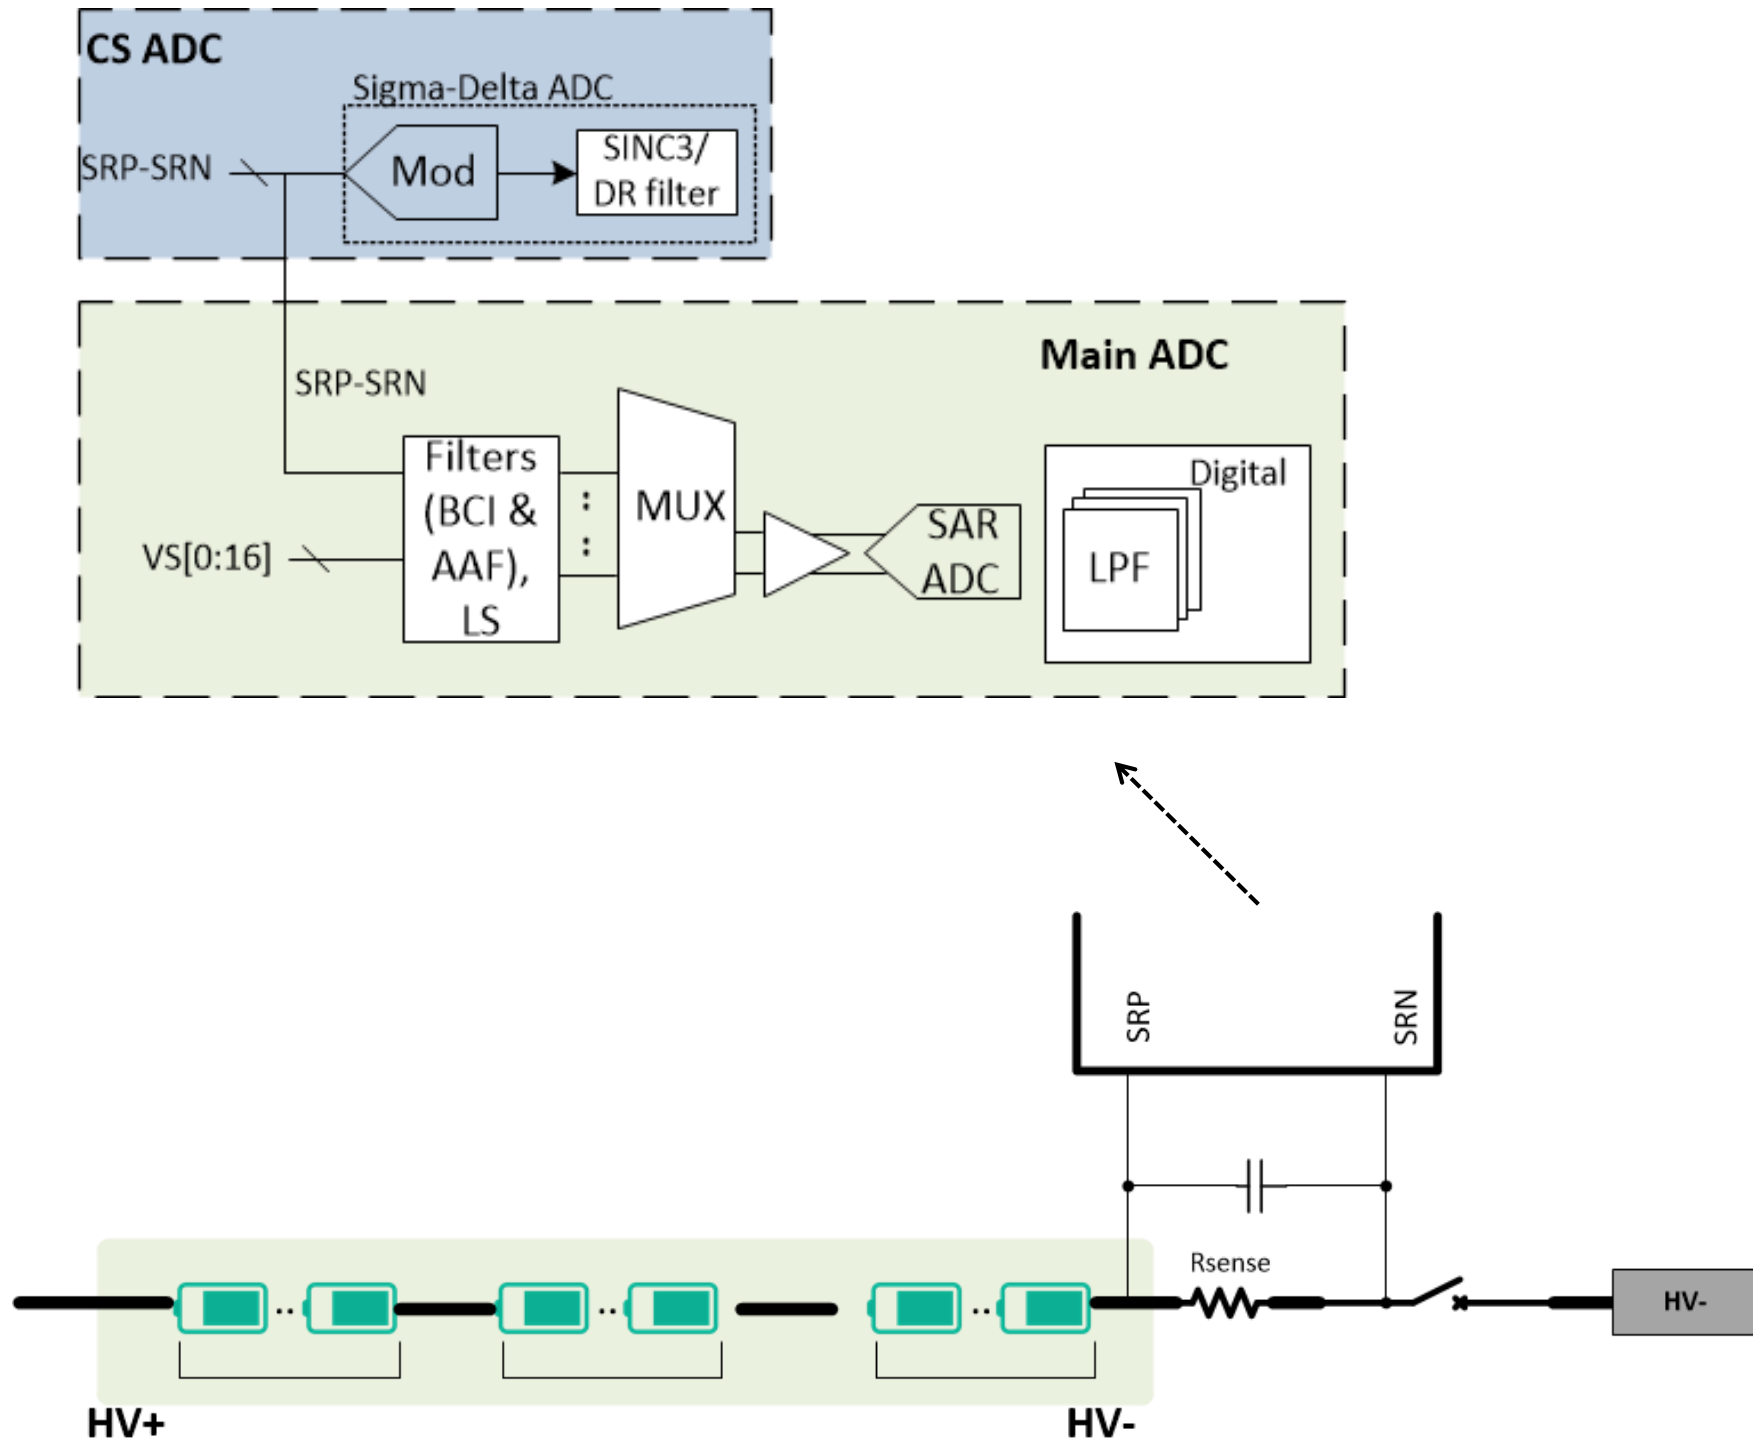 CS ADC
Sigma-Delta ADC
SRP-SRN
Mod
SINC3/
DR filter
Main ADC
SRP-SRN
Filters
(BCI &
AAF),
LS
VS[0:16]
MUX
SAR
ADC
Digital
LPF
SRP
SRN
Rsense
HV-
HV+
HV-